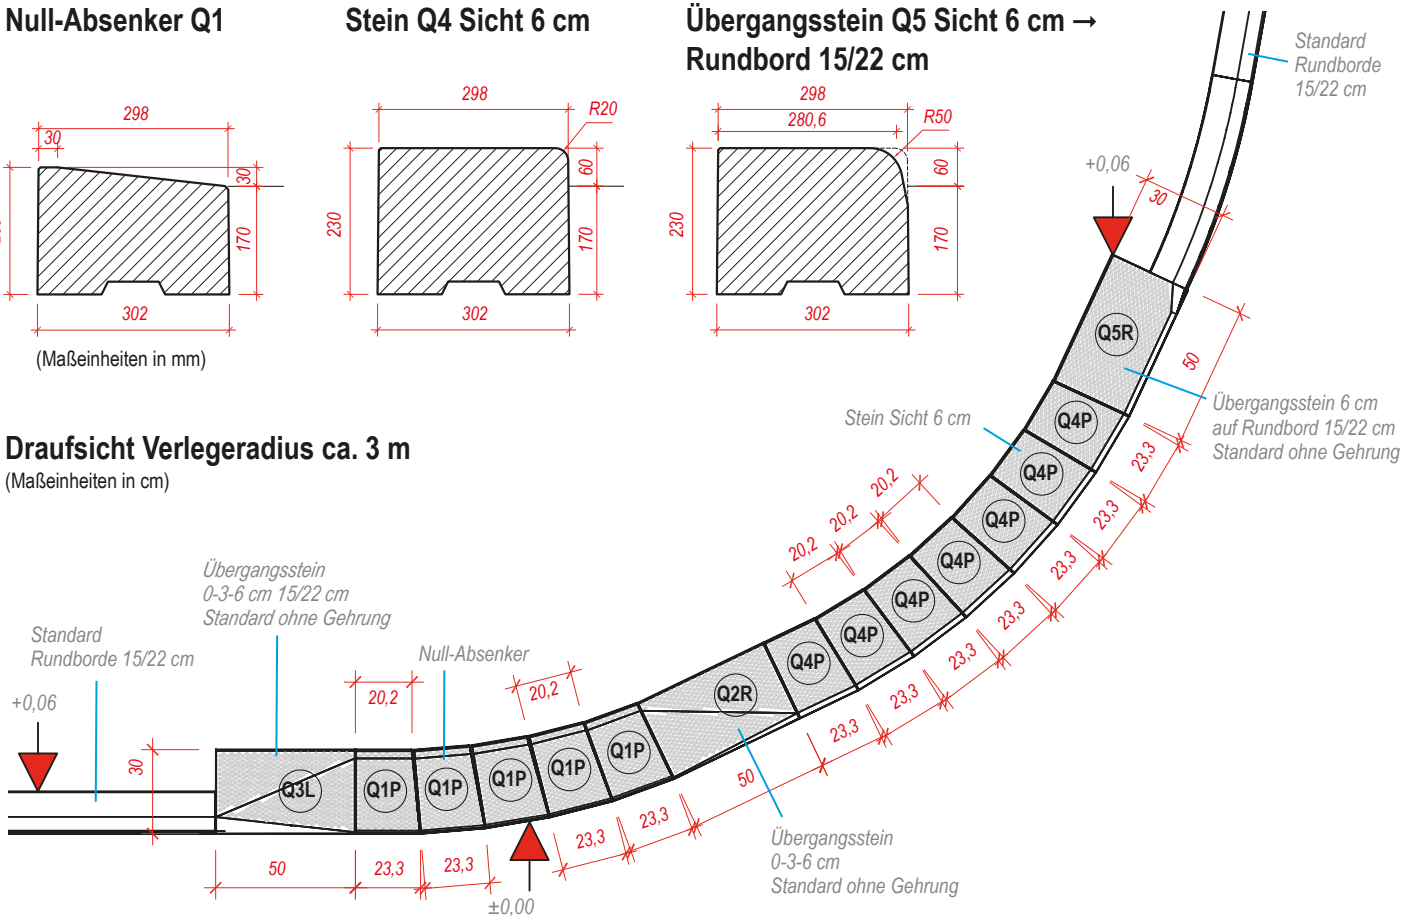 Null-Absenker Q1
Stein Q4 Sicht 6 cm
Übergangsstein Q5 Sicht 6 cm →
Rundbord 15/22 cm
298
30
30
170
302
(Maßeinheiten in mm)
298
R20
60
230
170
302
298
280,6
R50
60
230
170
302
Standard
Rundborde
15/22 cm
+0,06
30
Q5R
50
Übergangsstein 6 cm
auf Rundbord 15/22 cm
Standard ohne Gehrung
Stein Sicht 6 cm
Draufsicht Verlegeradius ca. 3 m
(Maßeinheiten in cm)
Q4P
Q4P
Q4P
Q4P
Q4P
Q4P
Q4P
23,3
23,3
23,3
23,3
23,3
23,3
23,3
20,2
20,2
20,2
Übergangsstein
0-3-6 cm 15/22 cm
Standard ohne Gehrung
Standard
Rundborde 15/22 cm
Null-Absenker
+0,06
20,2
20,2
30
Q3L
Q1P
Q1P
Q1P
Q1P
Q1P
Q2R
50
23,3
23,3
23,3
23,3
50
±0,00
Übergangsstein
0-3-6 cm
Standard ohne Gehrung